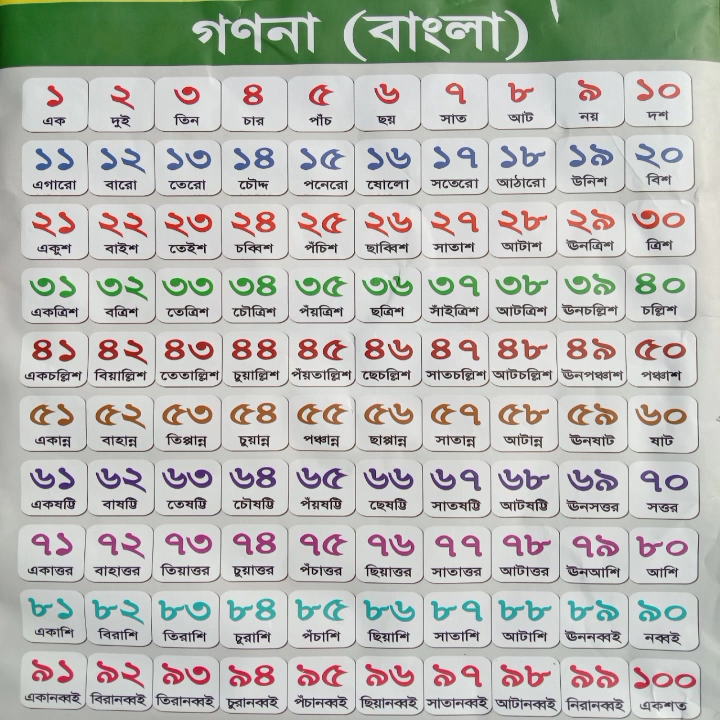 গণনা (বাংলা)
১ ২ ৩ ৪ ৫ ৬ ৭ ৮ ৯ ১০
এক দুই তিন চার পাঁচ ছয় সাত আট নয় দশ
১১ ১২ ১৩ ১৪ ১৫ ১৬ ১৭ ১৮ ১৯ ২০
এগারো বারো তেরো চৌদ্দ পনেরো ষোলো সতেরো আঠারো উনিশ বিশ
২১ ২২ ২৩ ২৪ ২৫ ২৬ ২৭ ২৮ ২৯ ৩০
একুশ বাইশ তেইশ চব্বিশ পঁচিশ ছাব্বিশ সাতাশ আটাশ ঊনত্রিশ ত্রিশ
৩১ ৩২ ৩৩ ৩৪ ৩৫ ৩৬ ৩৭ ৩৮ ৩৯ ৪০
একত্রিশ বত্রিশ তেত্রিশ চৌত্রিশ পঁয়ত্রিশ ছত্রিশ সাঁইত্রিশ আটত্রিশ ঊনচল্লিশ চল্লিশ
৪১ ৪২ ৪৩ ৪৪ ৪৫ ৪৬ ৪৭ ৪৮ ৪৯ ৫০
একচল্লিশ বিয়াল্লিশ তেতাল্লিশ চুয়াল্লিশ পঁয়তাল্লিশ ছেচল্লিশ সাতচল্লিশ আটচল্লিশ ঊনপঞ্চাশ পঞ্চাশ
৫১ ৫২ ৫৩ ৫৪ ৫৫ ৫৬ ৫৭ ৫৮ ৫৯ ৬০
একান্ন বাহান্ন তিপ্পান্ন চুয়ান্ন পঞ্চান্ন ছাপ্পান্ন সাতান্ন আটান্ন ঊনষাট ষাট
৬১ ৬২ ৬৩ ৬৪ ৬৫ ৬৬ ৬৭ ৬৮ ৬৯ ৭০
একষট্টি বাষট্টি তেষট্টি চৌষট্টি পঁয়ষট্টি ছেষট্টি সাতষট্টি আটষট্টি ঊনসত্তর সত্তর
৭১ ৭২ ৭৩ ৭৪ ৭৫ ৭৬ ৭৭ ৭৮ ৭৯ ৮০
একাত্তর বাহাত্তর তিয়াত্তর চুয়াত্তর পঁচাত্তর ছিয়াত্তর সাতাত্তর আটাত্তর ঊনআশি আশি
৮১ ৮২ ৮৩ ৮৪ ৮৫ ৮৬ ৮৭ ৮৮ ৮৯ ৯০
একাশি বিরাশি তিরাশি চুরাশি পঁচাশি ছিয়াশি সাতাশি আটাশি ঊননব্বই নব্বই
৯১ ৯২ ৯৩ ৯৪ ৯৫ ৯৬ ৯৭ ৯৮ ৯৯ ১০০
একানব্বই বিরানব্বই তিরানব্বই চুরানব্বই পঁচানব্বই ছিয়ানব্বই সাতানব্বই আটানব্বই নিরানব্বই একশত